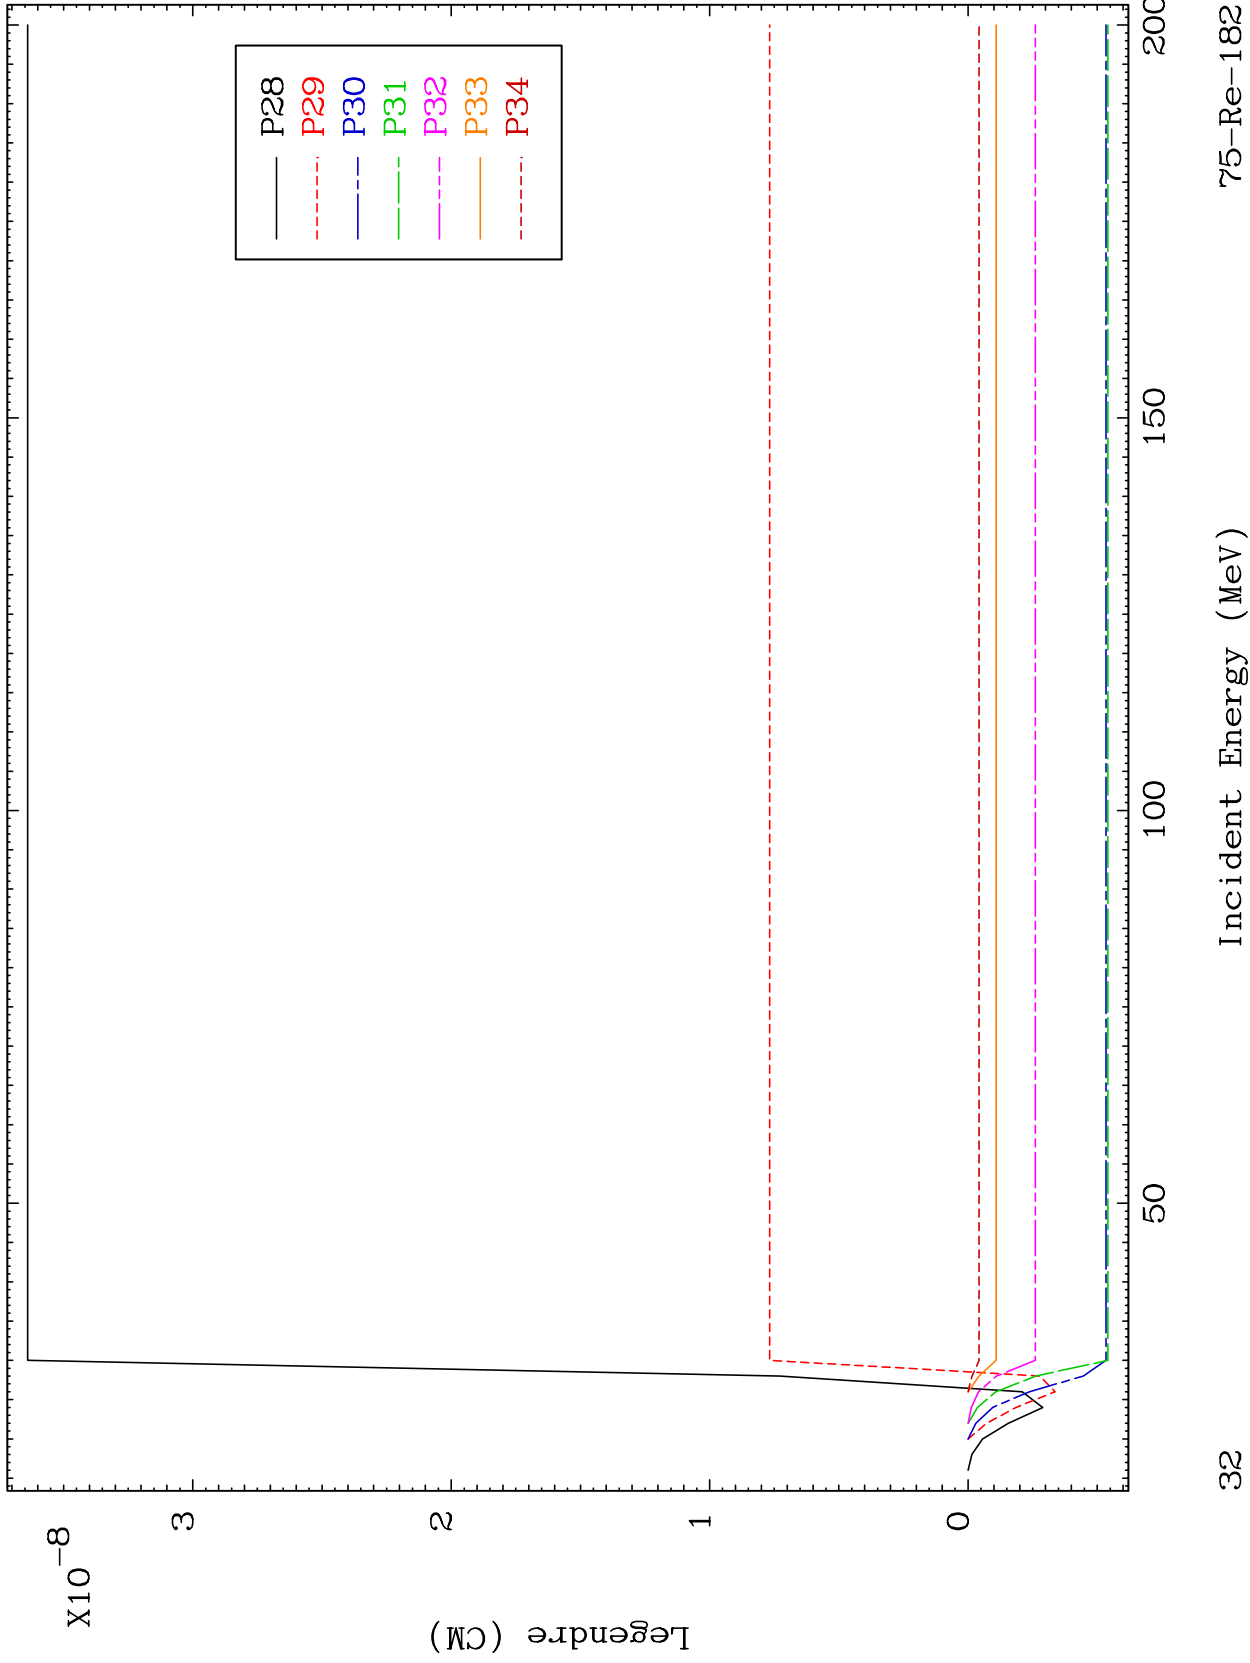 X10
-8
3
2
1
0
Legendre (CM)
P28
P29
P30
P31
P32
P33
P34
50
100
150
200
Incident Energy (MeV)
32
75-Re-182